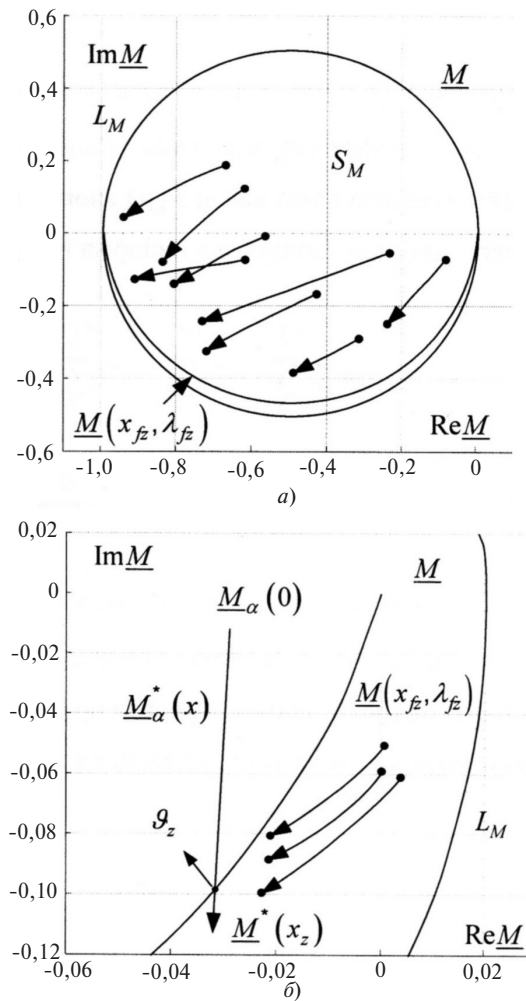 0,6
Im M
M
0,4
L_M
S_M
0,2
0
-0,2
-0,4
M(x_fz, λ_fz)
Re M
-0,6
-1,0 -0,8 -0,6 -0,4 -0,2 0
а)
0,02
Im M
M
0
M_α(0)
-0,02
M*_α(x)
M(x_fz, λ_fz)
-0,04
-0,06
-0,08
ϑ_z
L_M
-0,10
M*(x_z)
Re M
-0,12
-0,06 -0,04 -0,02 0 0,02
б)